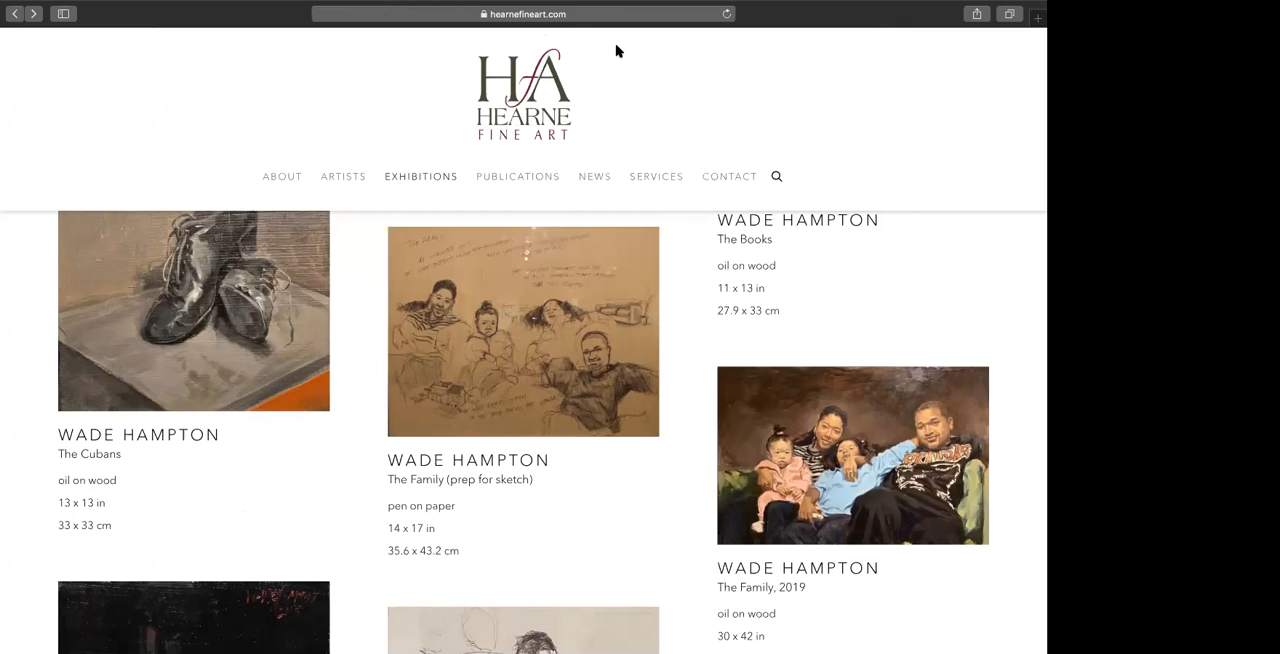 hearnefineart.com
HfA
HEARNE
FINE ART
ABOUT
ARTISTS
EXHIBITIONS
PUBLICATIONS
NEWS
SERVICES
CONTACT
WADE HAMPTON
The Cubans
oil on wood
13 x 13 in
33 x 33 cm
WADE HAMPTON
The Family (prep for sketch)
pen on paper
14 x 17 in
35.6 x 43.2 cm
WADE HAMPTON
The Books
oil on wood
11 x 13 in
27.9 x 33 cm
WADE HAMPTON
The Family, 2019
oil on wood
30 x 42 in